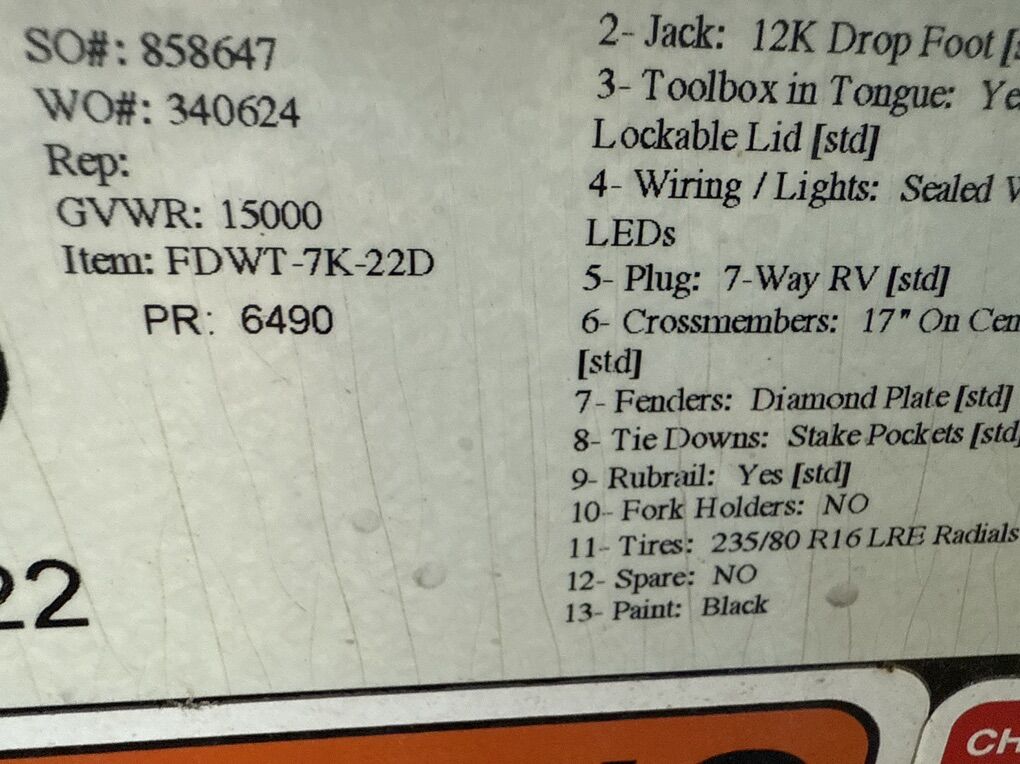 SO#: 858647
WO#: 340624
Rep:
GVWR: 15000
Item: FDWT-7K-22D
PR: 6490
22
2- Jack: 12K Drop Foot
3- Toolbox in Tongue:
Lockable Lid [std]
4- Wiring / Lights: Sealed
LEDs
5- Plug: 7-Way RV [std]
6- Crossmembers: 17" On
[std]
7- Fenders: Diamond Plate [std]
8- Tie Downs: Stake Pockets [std]
9- Rubrail: Yes [std]
10- Fork Holders: NO
11- Tires: 235/80 R16 LRE Radials
12- Spare: NO
13- Paint: Black
CH